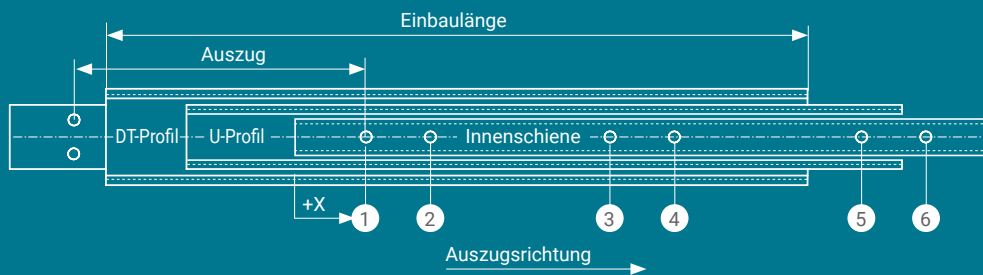 Einbaulänge
Auszug
DT-Profil U-Profil Innenschiene
+X 1 2 3 4 5 6
Auszugsrichtung